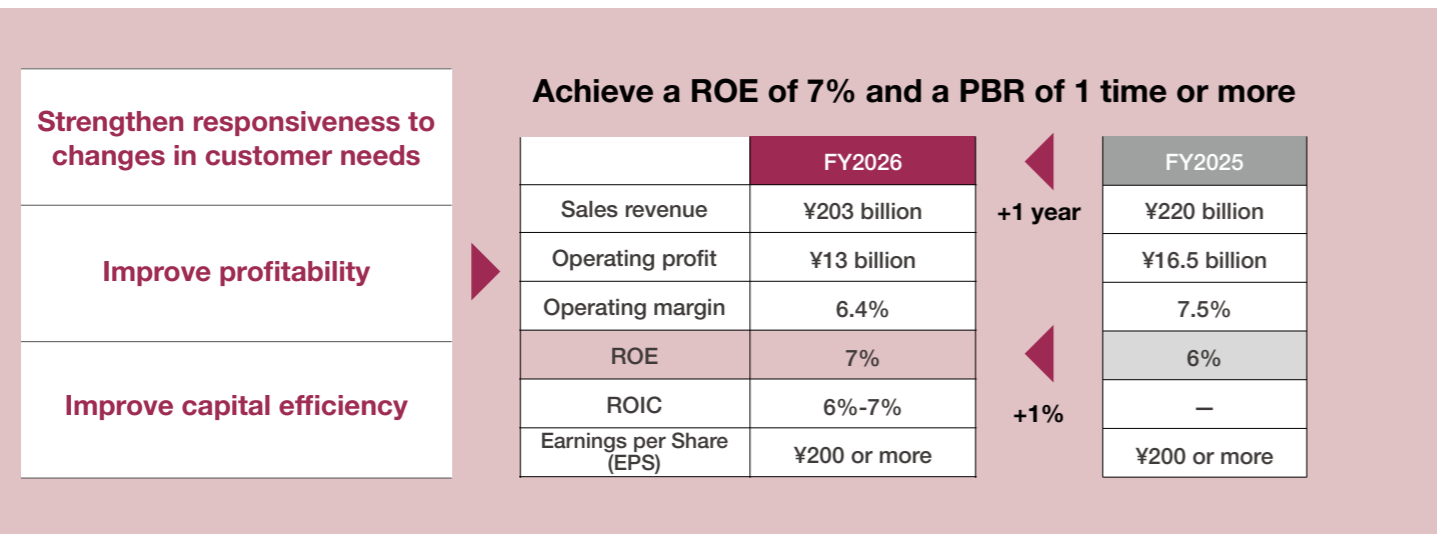 Strengthen responsiveness to
changes in customer needs
Improve profitability
Improve capital efficiency
Achieve a ROE of 7% and a PBR of 1 time or more
FY2026
FY2025
Sales revenue
¥203 billion
+1 year
¥220 billion
Operating profit
¥13 billion
¥16.5 billion
Operating margin
6.4%
7.5%
ROE
7%
6%
ROIC
6%-7%
+1%
—
Earnings per Share
(EPS)
¥200 or more
¥200 or more